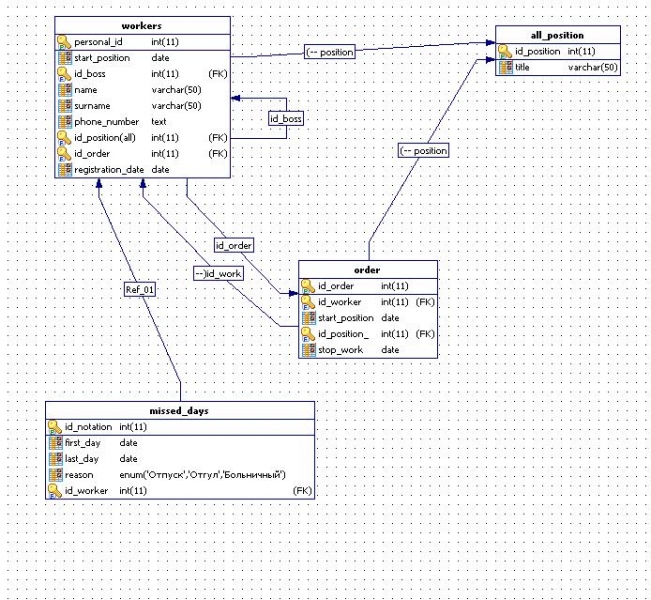 workers
personal_id int(11)
start_position date
id_boss int(11) (FK)
name varchar(50)
surname varchar(50)
phone_number text
id_position(all) int(11) (FK)
id_order int(11) (FK)
registration_date date
all_position
id_position int(11)
title varchar(50)
(-- position
id_boss
(-- position
id_order
--)id_work
Ref_01
order
id_order int(11)
id_worker int(11) (FK)
start_position date
id_position_ int(11) (FK)
stop_work date
missed_days
id_notation int(11)
first_day date
last_day date
reason enum('Отпуск','Отгул','Больничный')
id_worker int(11) (FK)